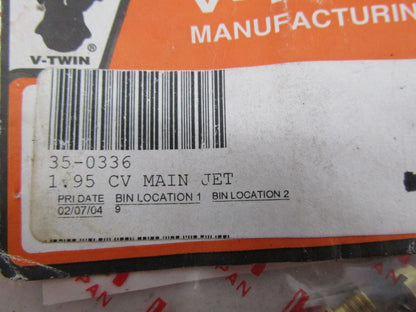 V-TWIN
®
MANUFACTURING
35-0336
1.95 CV MAIN JET
PRI DATE BIN LOCATION 1 BIN LOCATION 2
02/07/04 9